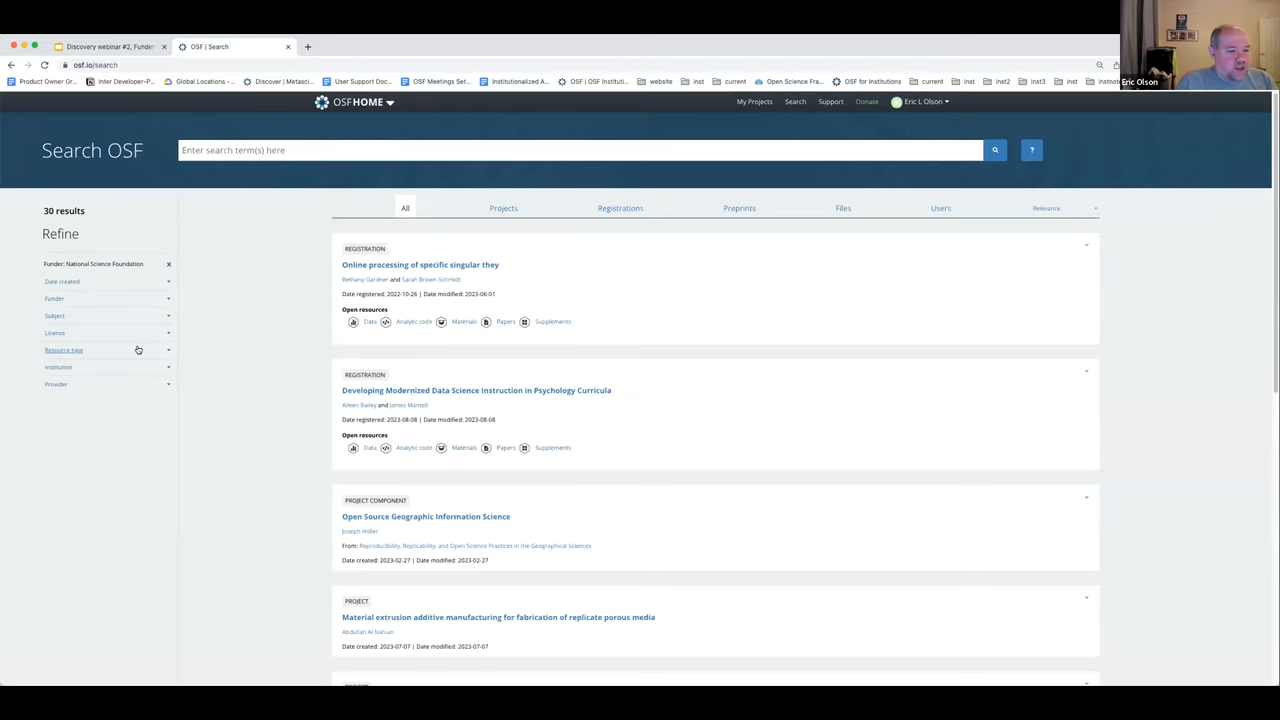 Discovery webinar #2, Funder
OSF | Search
osf.io/search
Product Owner Gr...
Inter Developer-P...
Global Locations -...
Discover | Metasci...
User Support Doc...
OSF Meetings Set...
Institutionalized A...
OSF | OSF Instituti...
website
inst
current
Open Science Fra...
OSF for Institutions
current
inst
inst2
inst3
inst
instnote
Eric Olson
OSFHOME
My Projects
Search
Support
Donate
Eric L Olson
Search OSF
Enter search term(s) here
?
30 results
Refine
Funder: National Science Foundation
Date created
Funder
Subject
License
Resource type
Institution
Provider
All
Projects
Registrations
Preprints
Files
Users
Relevance
REGISTRATION
Online processing of specific singular they
Bethany Gardner and Sarah Brown-Schmidt
Date registered: 2022-10-26 | Date modified: 2023-06-01
Open resources
Data Analytic code Materials Papers Supplements
REGISTRATION
Developing Modernized Data Science Instruction in Psychology Curricula
Aileen Bailey and James Mantell
Date registered: 2023-08-08 | Date modified: 2023-08-08
Open resources
Data Analytic code Materials Papers Supplements
PROJECT COMPONENT
Open Source Geographic Information Science
Joseph Holler
From: Reproducibility, Replicability, and Open Science Practices in the Geographical Sciences
Date created: 2023-02-27 | Date modified: 2023-02-27
PROJECT
Material extrusion additive manufacturing for fabrication of replicate porous media
Abdullah Al Nahian
Date created: 2023-07-07 | Date modified: 2023-07-07